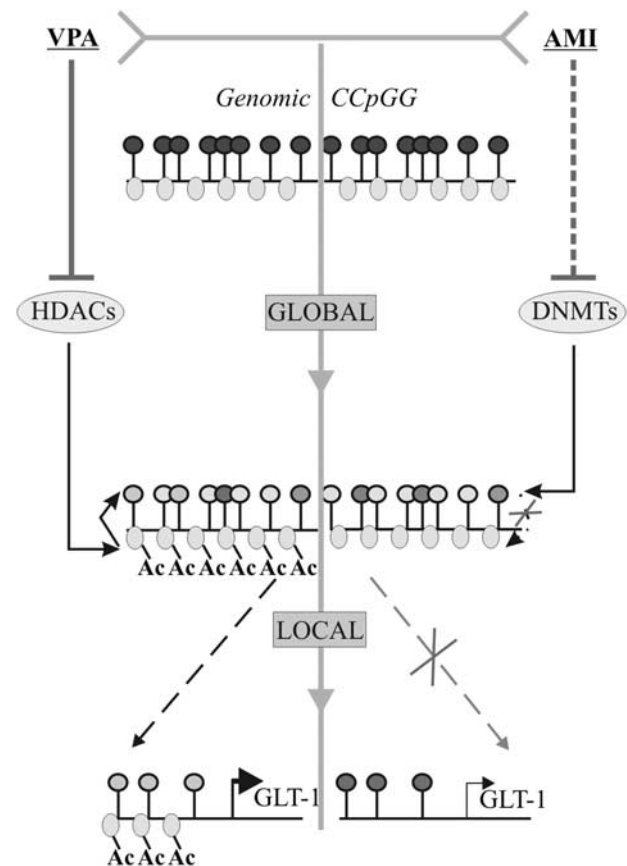 VPA AMI
Genomic CCpGG
HDACs GLOBAL DNMTs
Ac Ac Ac Ac Ac Ac
LOCAL
GLT-1 GLT-1
Ac Ac Ac